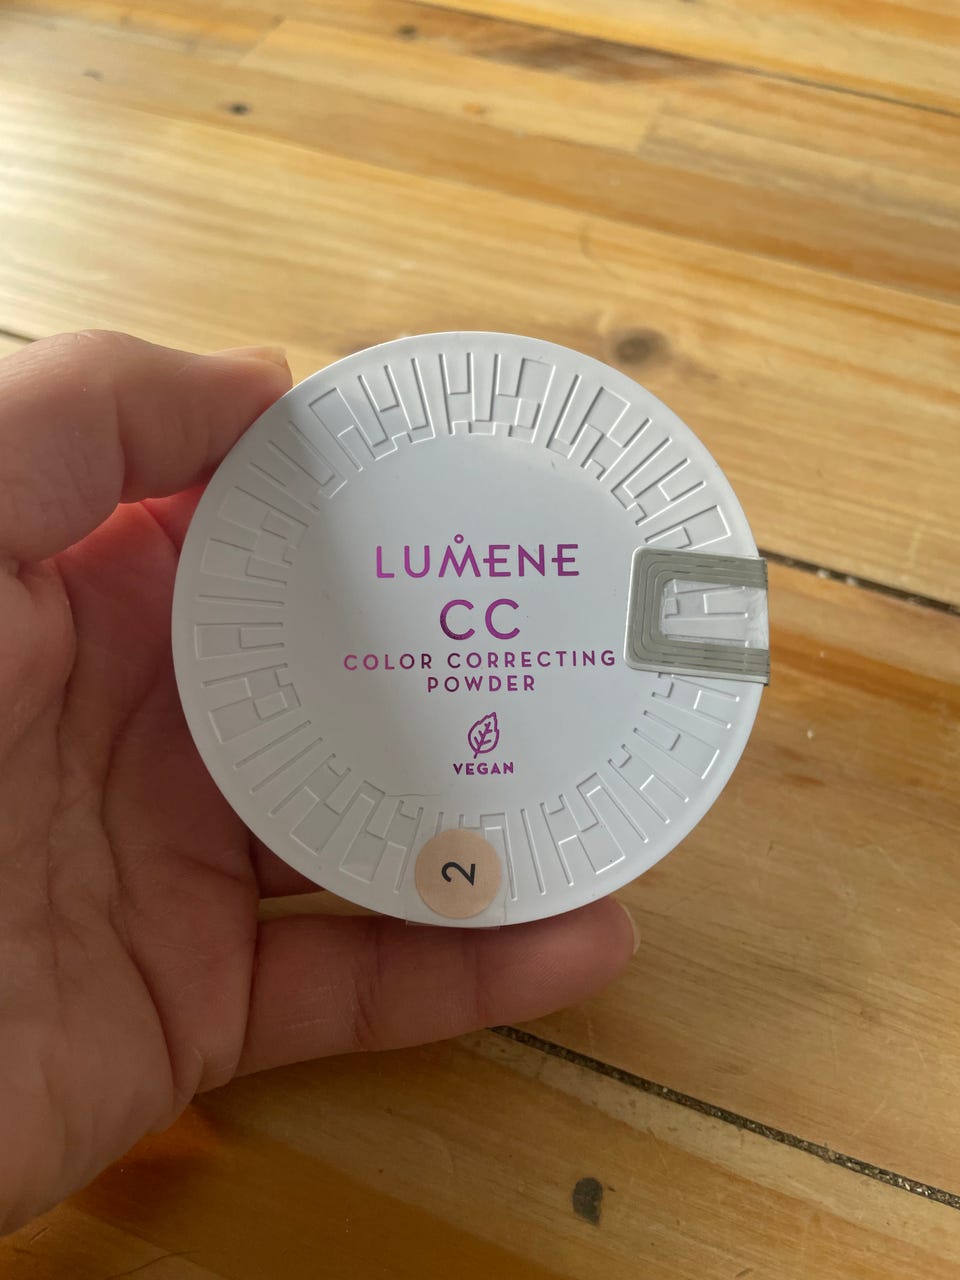 LUMENE
CC
COLOR CORRECTING
POWDER
VEGAN
2